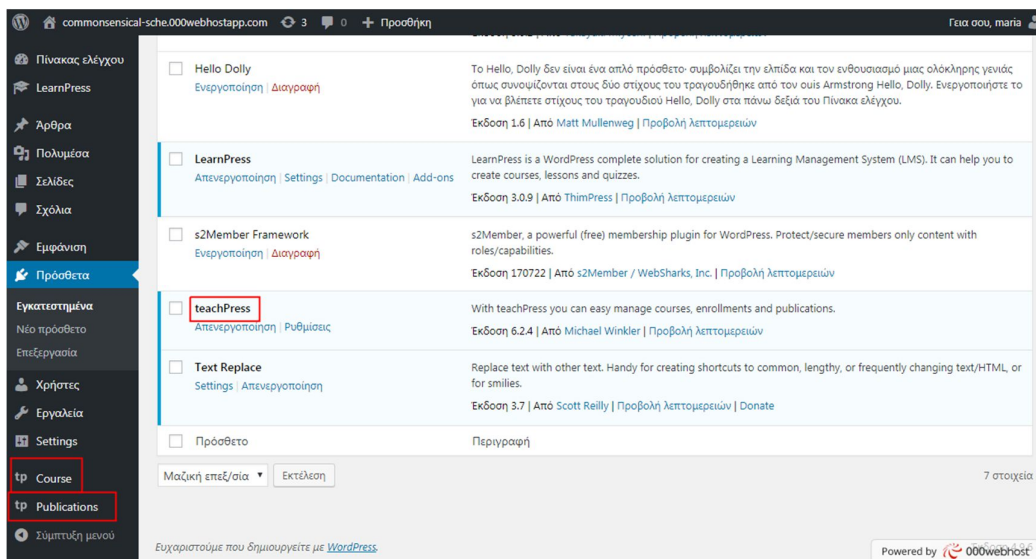 commonsensical-sche.000webhostapp.com 3 0 + Προσθήκη Γεια σου, maria
Πίνακας ελέγχου
LearnPress
Άρθρα
Πολυμέσα
Σελίδες
Σχόλια
Εμφάνιση
Πρόσθετα
Εγκατεστημένα
Νέο πρόσθετο
Επεξεργασία
Χρήστες
Εργαλεία
Settings
tp Course
tp Publications
Σύμπτυξη μενού
Hello Dolly
Ενεργοποίηση | Διαγραφή
Το Hello, Dolly δεν είναι ένα απλό πρόσθετο· συμβολίζει την ελπίδα και τον ενθουσιασμό μιας ολόκληρης γενιάς
όπως συνοψίζονται στους δύο στίχους του τραγουδήθηκε από τον ouis Armstrong Hello, Dolly. Ενεργοποιήστε το
για να βλέπετε στίχους του τραγουδιού Hello, Dolly στα πάνω δεξιά του Πίνακα ελέγχου.
Έκδοση 1.6 | Από Matt Mullenweg | Προβολή λεπτομερειών
LearnPress
Απενεργοποίηση | Settings | Documentation | Add-ons
LearnPress is a WordPress complete solution for creating a Learning Management System (LMS). It can help you to
create courses, lessons and quizzes.
Έκδοση 3.0.9 | Από ThimPress | Προβολή λεπτομερειών
s2Member Framework
Ενεργοποίηση | Διαγραφή
s2Member, a powerful (free) membership plugin for WordPress. Protect/secure members only content with
roles/capabilities.
Έκδοση 170722 | Από s2Member / WebSharks, Inc. | Προβολή λεπτομερειών
teachPress
Απενεργοποίηση | Ρυθμίσεις
With teachPress you can easy manage courses, enrollments and publications.
Έκδοση 6.2.4 | Από Michael Winkler | Προβολή λεπτομερειών
Text Replace
Settings | Απενεργοποίηση
Replace text with other text. Handy for creating shortcuts to common, lengthy, or frequently changing text/HTML, or
for smilies.
Έκδοση 3.7 | Από Scott Reilly | Προβολή λεπτομερειών | Donate
Πρόσθετο Περιγραφή
Μαζική επεξ/σία Εκτέλεση 7 στοιχεία
Ευχαριστούμε που δημιουργείτε με WordPress.
Powered by 000webhost